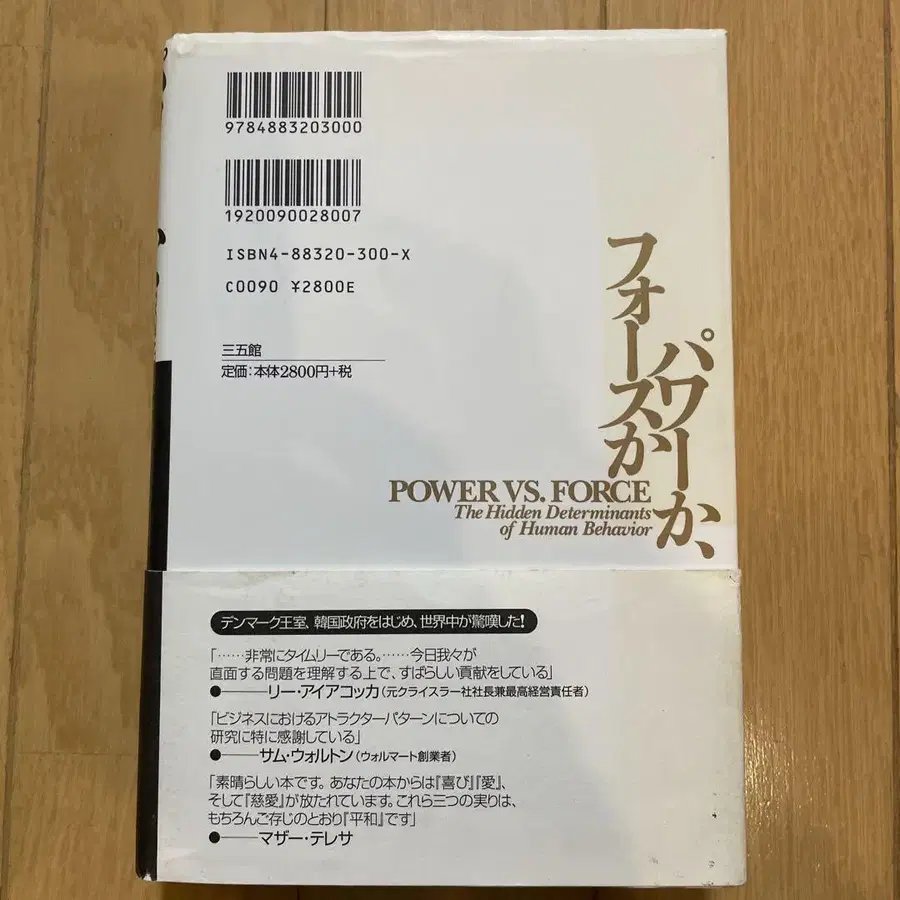 9784883203000
1920090028007
ISBN4-88320-300-X
C0090 ¥2800E
三五館
定価：本体2800円+税
パワーか、
フォースか
POWER VS. FORCE
The Hidden Determinants
of Human Behavior
デンマーク王室、韓国政府をはじめ、世界中が驚嘆した！
「……非常にタイムリーである。……今日我々が
直面する問題を理解する上で、すばらしい貢献をしている」
●――リー・アイアコッカ（元クライスラー社社長兼最高経営責任者）
「ビジネスにおけるアトラクターパターンについての
研究に特に感謝している」
●――サム・ウォルトン（ウォルマート創業者）
「素晴らしい本です。あなたの本からは『喜び』『愛』、
そして『慈愛』が放たれています。これら三つの実りは、
もちろんご存じのとおり『平和』です」
●――マザー・テレサ